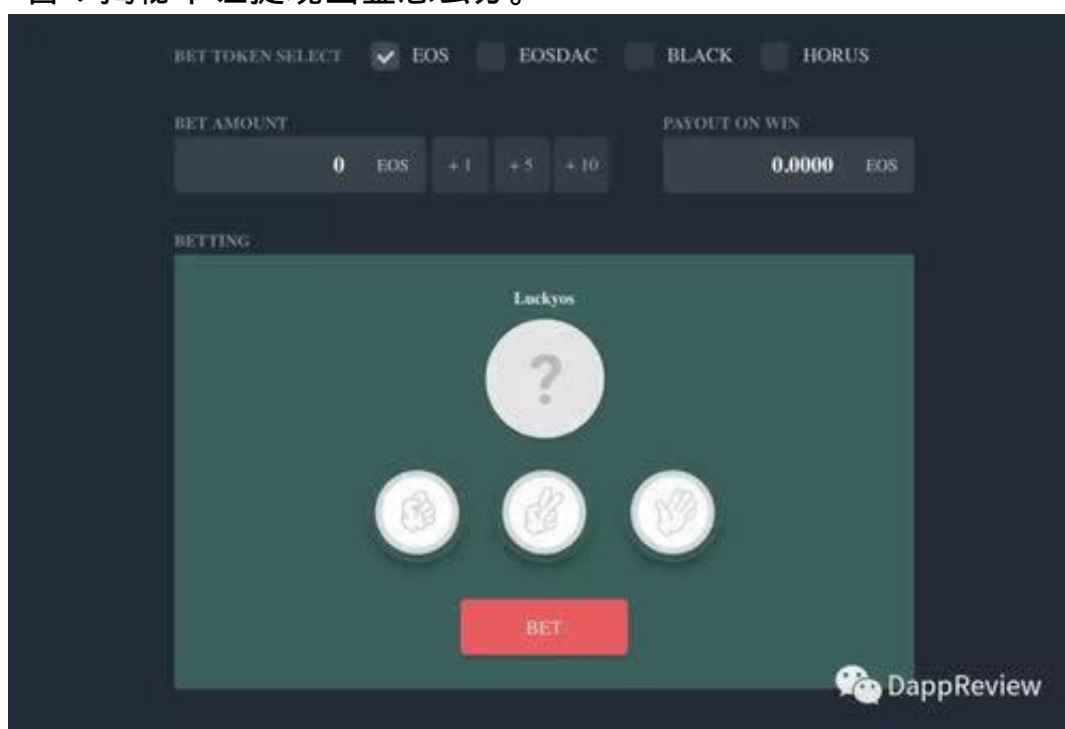 BET TOKEN SELECT EOS EOSDAC BLACK HORUS
BET AMOUNT PAYOUT ON WIN
0 EOS + 1 + 5 + 10 0.0000 EOS
BETTING
Luckyos
?
BET
DappReview